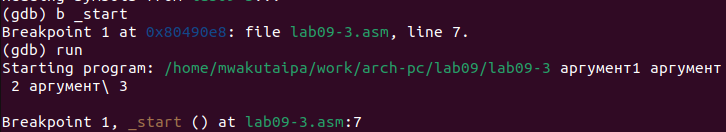 (gdb) b _start
Breakpoint 1 at 0x80490e8: file lab09-3.asm, line 7.
(gdb) run
Starting program: /home/mwakutaipa/work/arch-pc/lab09/lab09-3 аргумент1 аргумент
 2 аргумент\ 3

Breakpoint 1, _start () at lab09-3.asm:7